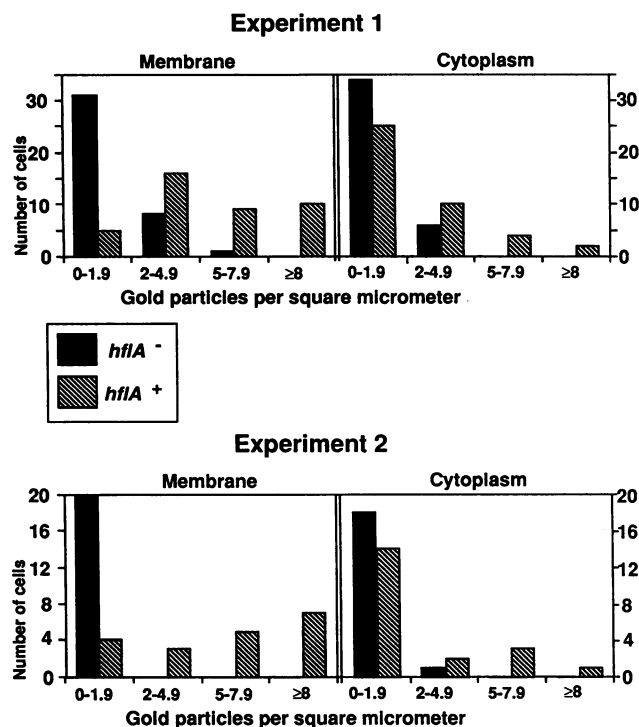 Experiment 1
Membrane
Cytoplasm
Number of cells
30
20
10
0
30
20
10
0
0-1.9 2-4.9 5-7.9 ≥8 0-1.9 2-4.9 5-7.9 ≥8
Gold particles per square micrometer
hflA -
hflA +
Experiment 2
Membrane
Cytoplasm
Number of cells
20
16
12
8
4
0
20
16
12
8
4
0
0-1.9 2-4.9 5-7.9 ≥8 0-1.9 2-4.9 5-7.9 ≥8
Gold particles per square micrometer